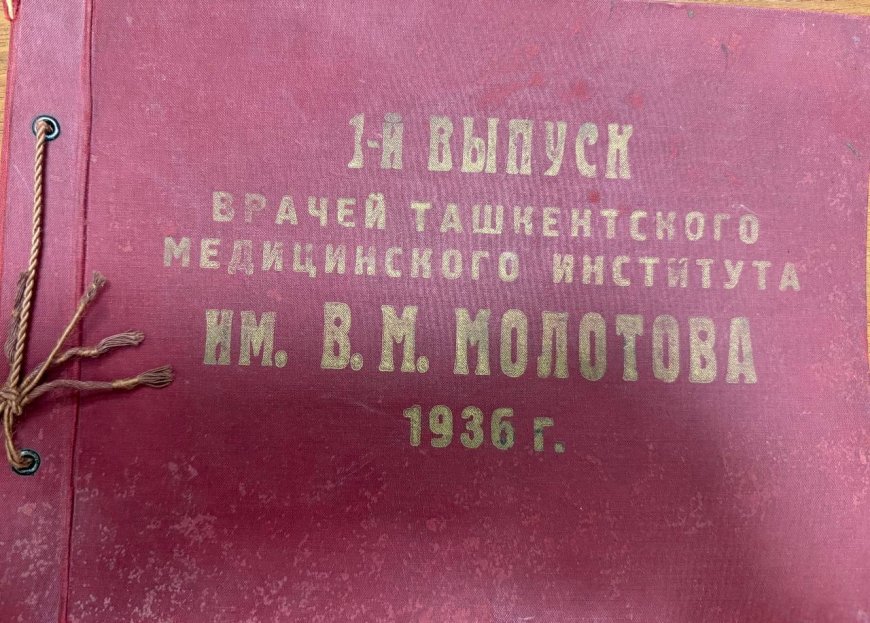 1-Й ВЫПУСК
ВРАЧЕЙ ТАШКЕНТСКОГО
МЕДИЦИНСКОГО ИНСТИТУТА
ИМ. В. М. МОЛОТОВА
1936 г.